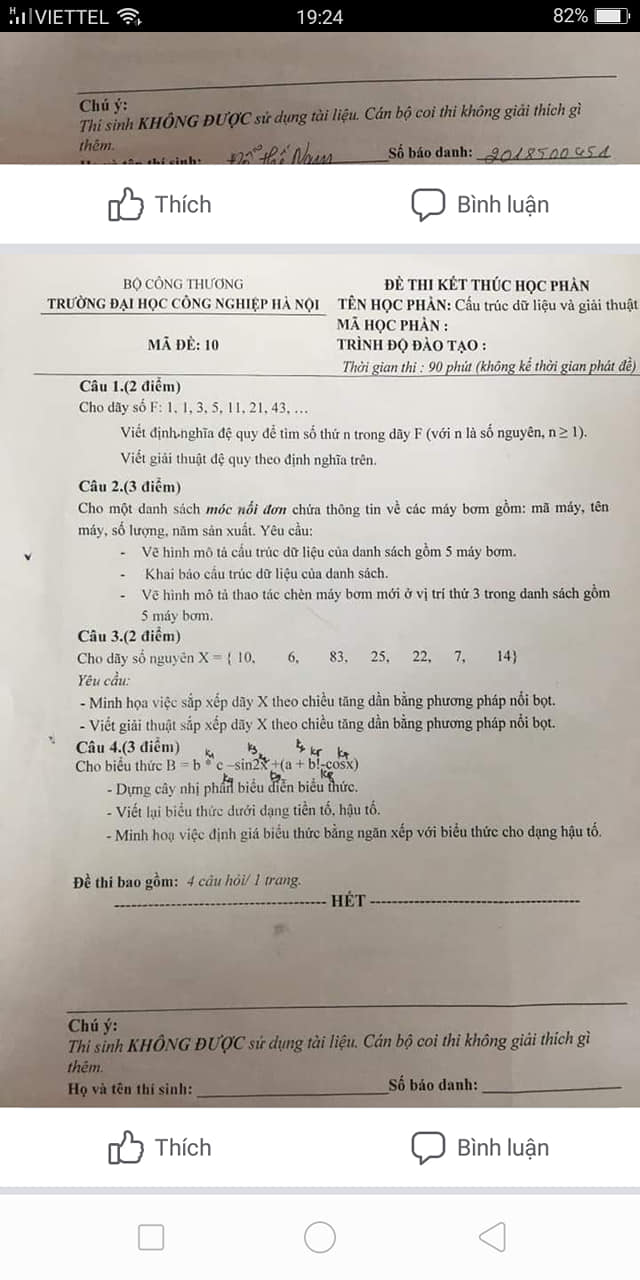 VIETTEL 19:24 82%
Chú ý:
Thí sinh KHÔNG ĐƯỢC sử dụng tài liệu. Cán bộ coi thi không giải thích gì
thêm.
Số báo danh: 2018500451
Thích Bình luận
BỘ CÔNG THƯƠNG
TRƯỜNG ĐẠI HỌC CÔNG NGHIỆP HÀ NỘI
MÃ ĐỀ: 10
ĐỀ THI KẾT THÚC HỌC PHẦN
TÊN HỌC PHẦN: Cấu trúc dữ liệu và giải thuật
MÃ HỌC PHẦN :
TRÌNH ĐỘ ĐÀO TẠO :
Thời gian thi : 90 phút (không kể thời gian phát đề)
Câu 1.(2 điểm)
Cho dãy số F: 1, 1, 3, 5, 11, 21, 43, …
Viết định nghĩa đệ quy để tìm số thứ n trong dãy F (với n là số nguyên, n ≥ 1).
Viết giải thuật đệ quy theo định nghĩa trên.
Câu 2.(3 điểm)
Cho một danh sách móc nối đơn chứa thông tin về các máy bơm gồm: mã máy, tên
máy, số lượng, năm sản xuất. Yêu cầu:
- Vẽ hình mô tả cấu trúc dữ liệu của danh sách gồm 5 máy bơm.
- Khai báo cấu trúc dữ liệu của danh sách.
- Vẽ hình mô tả thao tác chèn máy bơm mới ở vị trí thứ 3 trong danh sách gồm
5 máy bơm.
Câu 3.(2 điểm)
Cho dãy số nguyên X = { 10, 6, 83, 25, 22, 7, 14}
Yêu cầu:
- Minh họa việc sắp xếp dãy X theo chiều tăng dần bằng phương pháp nổi bọt.
- Viết giải thuật sắp xếp dãy X theo chiều tăng dần bằng phương pháp nổi bọt.
Câu 4.(3 điểm)
Cho biểu thức B = b * c –sin2x +(a + b!-cosx)
- Dựng cây nhị phân biểu diễn biểu thức.
- Viết lại biểu thức dưới dạng tiền tố, hậu tố.
- Minh hoạ việc định giá biểu thức bằng ngăn xếp với biểu thức cho dạng hậu tố.
Đề thi bao gồm: 4 câu hỏi/ 1 trang.
HẾT
Chú ý:
Thí sinh KHÔNG ĐƯỢC sử dụng tài liệu. Cán bộ coi thi không giải thích gì
thêm.
Họ và tên thí sinh: Số báo danh:
Thích Bình luận